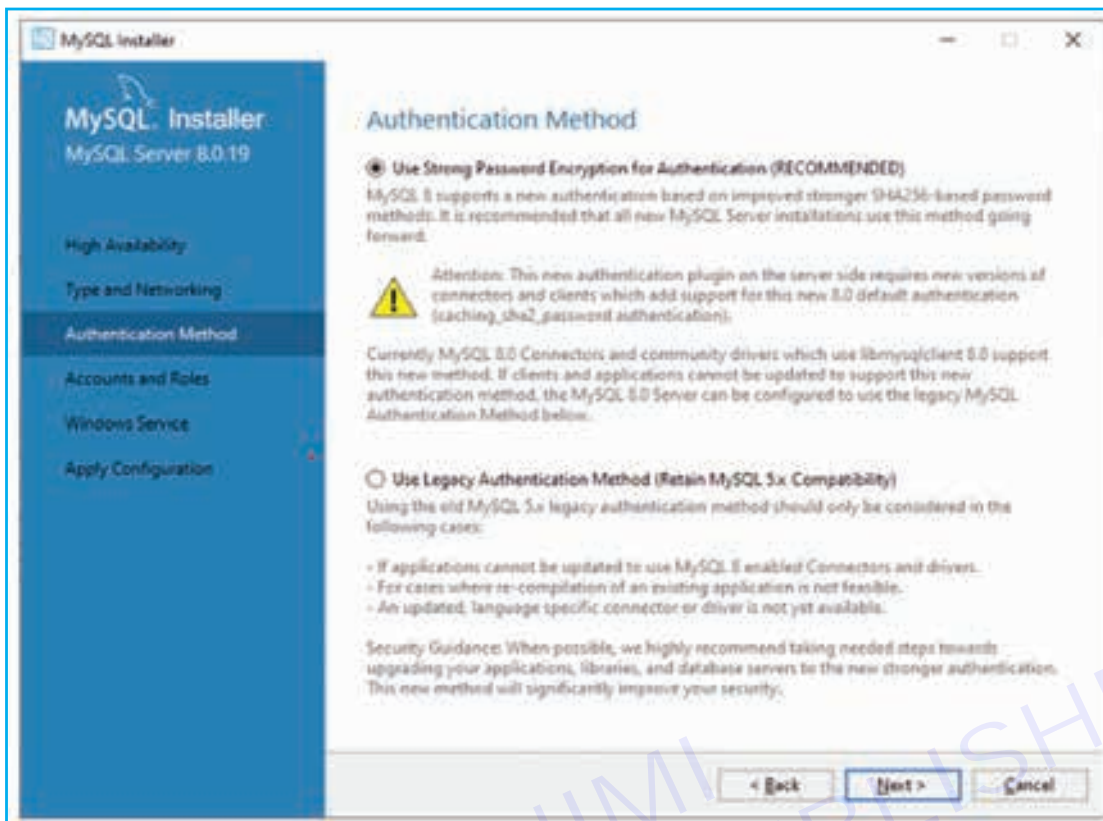 MySQL Installer
MySQL. Installer
MySQL Server 8.0.19
High Availability
Type and Networking
Authentication Method
Accounts and Roles
Windows Service
Apply Configuration
Authentication Method
Use Strong Password Encryption for Authentication (RECOMMENDED)
MySQL 8 supports a new authentication based on improved stronger SHA256-based password
methods. It is recommended that all new MySQL Server installations use this method going
forward.
Attention: This new authentication plugin on the server side requires new versions of
connectors and clients which add support for this new 8.0 default authentication
(caching_sha2_password authentication).
Currently MySQL 8.0 Connectors and community drivers which use libmysqlclient 8.0 support
this new method. If clients and applications cannot be updated to support this new
authentication method, the MySQL 8.0 Server can be configured to use the legacy MySQL
Authentication Method below.
Use Legacy Authentication Method (Retain MySQL 5.x Compatibility)
Using the old MySQL 5.x legacy authentication method should only be considered in the
following cases:
- If applications cannot be updated to use MySQL 8 enabled Connectors and drivers.
- For cases where re-compilation of an existing application is not feasible.
- An updated, language specific connector or driver is not yet available.
Security Guidance: When possible, we highly recommend taking needed steps towards
upgrading your applications, libraries, and database servers to the new stronger authentication.
This new method will significantly improve your security.
< Back
Next >
Cancel